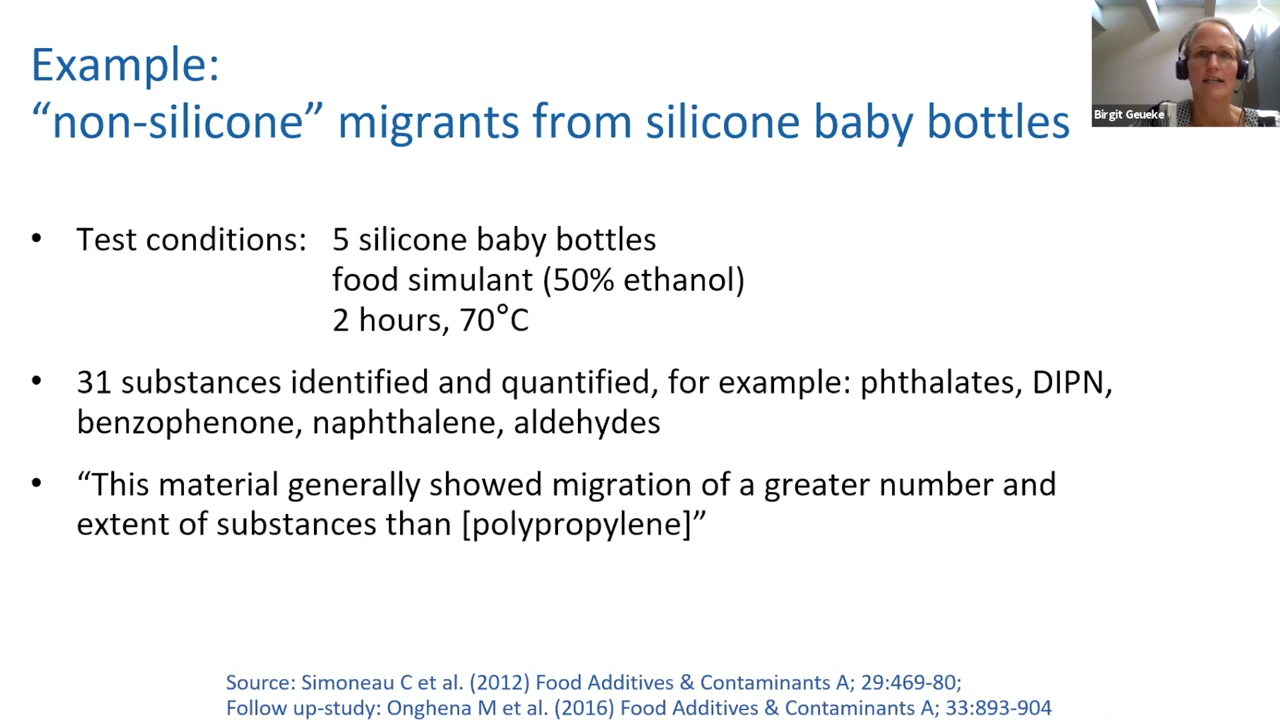 Example:
“non-silicone” migrants from silicone baby bottles
Birgit Geueke
• Test conditions: 5 silicone baby bottles
food simulant (50% ethanol)
2 hours, 70°C
• 31 substances identified and quantified, for example: phthalates, DIPN,
benzophenone, naphthalene, aldehydes
• “This material generally showed migration of a greater number and
extent of substances than [polypropylene]”
Source: Simoneau C et al. (2012) Food Additives & Contaminants A; 29:469-80;
Follow up-study: Onghena M et al. (2016) Food Additives & Contaminants A; 33:893-904